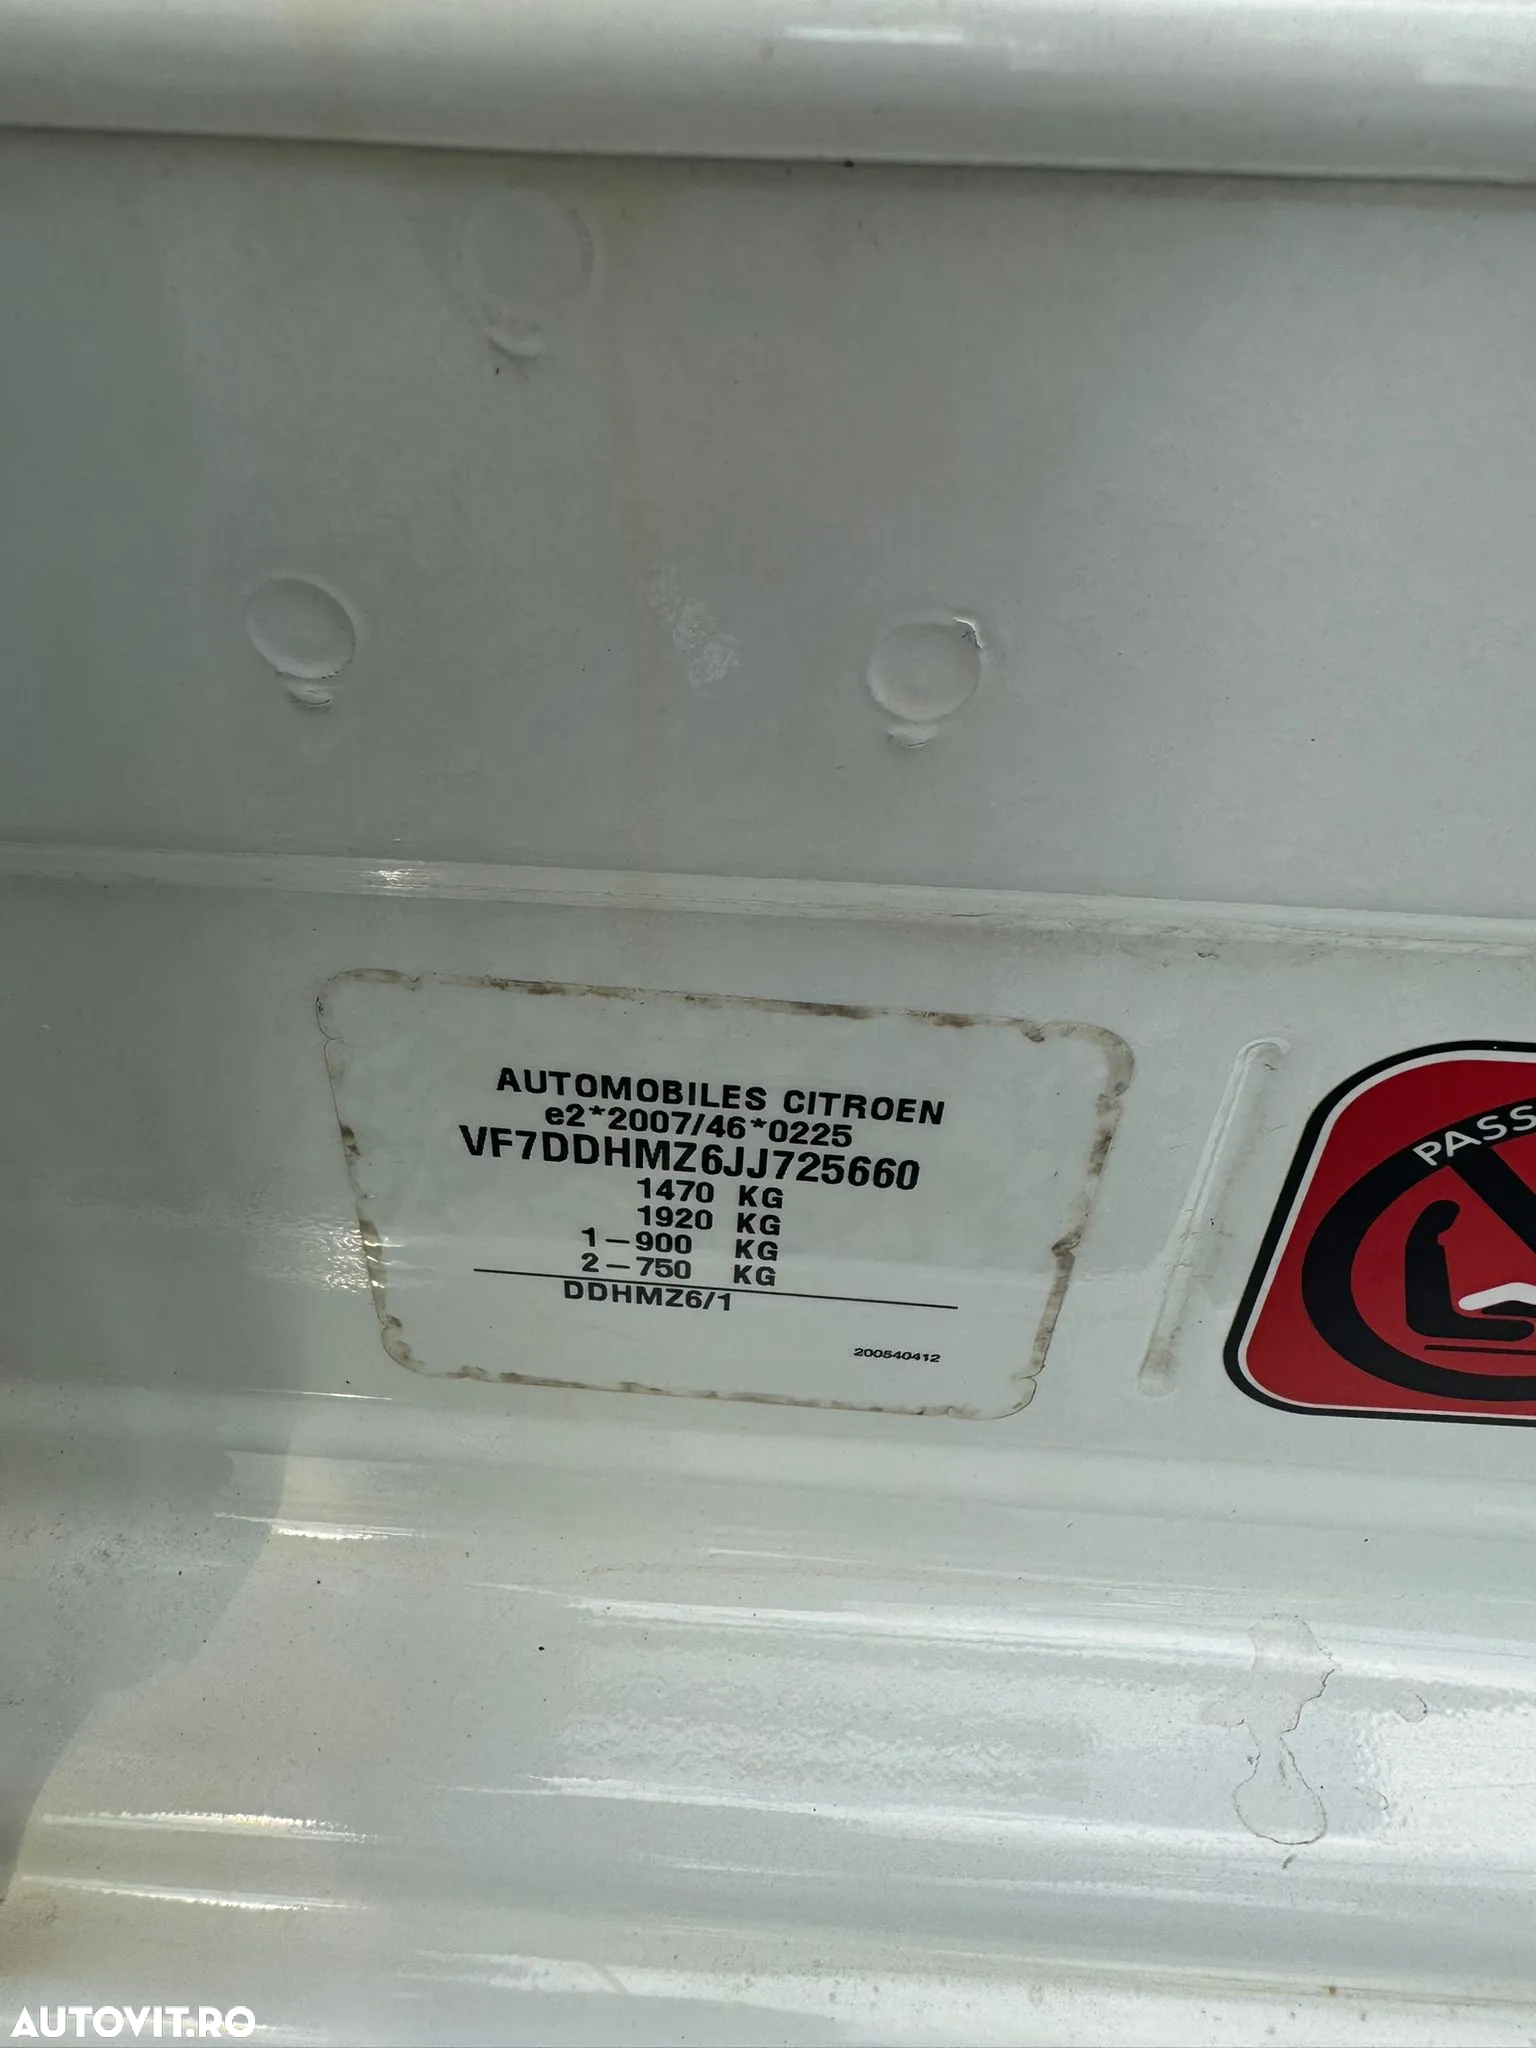 AUTOMOBILES CITROEN
e2*2007/46*0225
VF7DDHMZ6JJ725660
1470 KG
1920 KG
1-900 KG
2-750 KG
DDHMZ6/1
200540412
PASS
AUTOVIT.RO